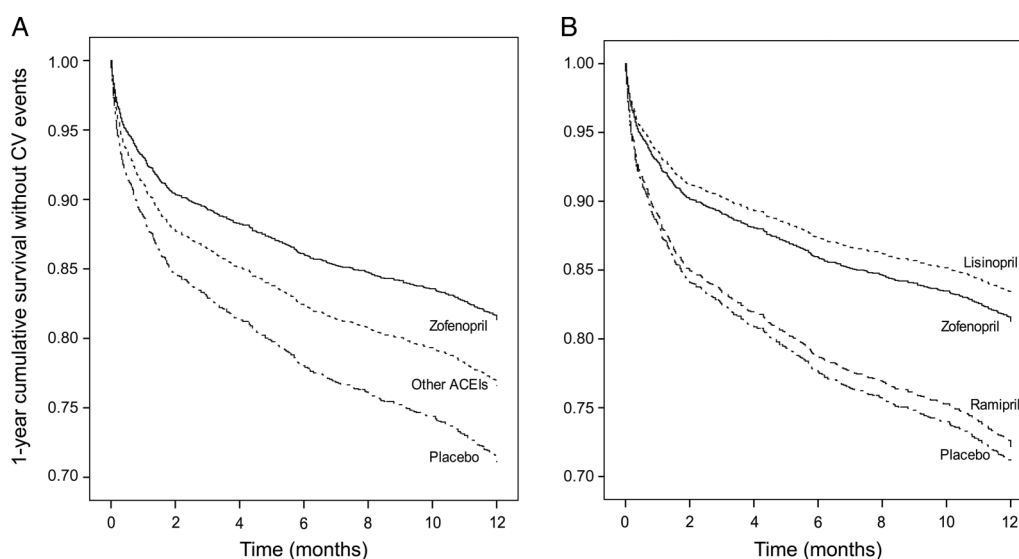 A
1-year cumulative survival without CV events
1.00
0.95
0.90
0.85
0.80
0.75
0.70
Zofenopril
Other ACEIs
Placebo
0 2 4 6 8 10 12
Time (months)
B
1.00
0.95
0.90
0.85
0.80
0.75
0.70
Lisinopril
Zofenopril
Ramipril
Placebo
0 2 4 6 8 10 12
Time (months)